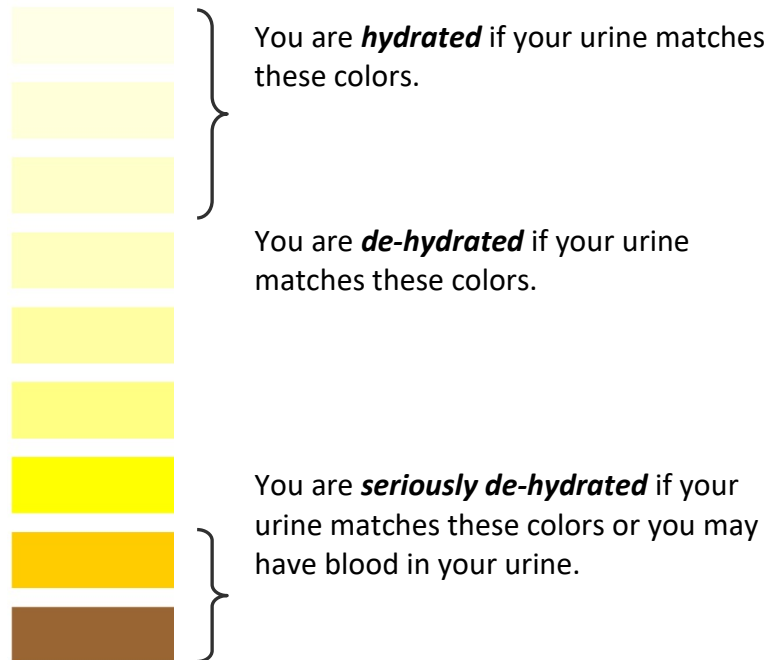 You are hydrated if your urine matches
these colors.
You are de-hydrated if your urine
matches these colors.
You are seriously de-hydrated if your
urine matches these colors or you may
have blood in your urine.